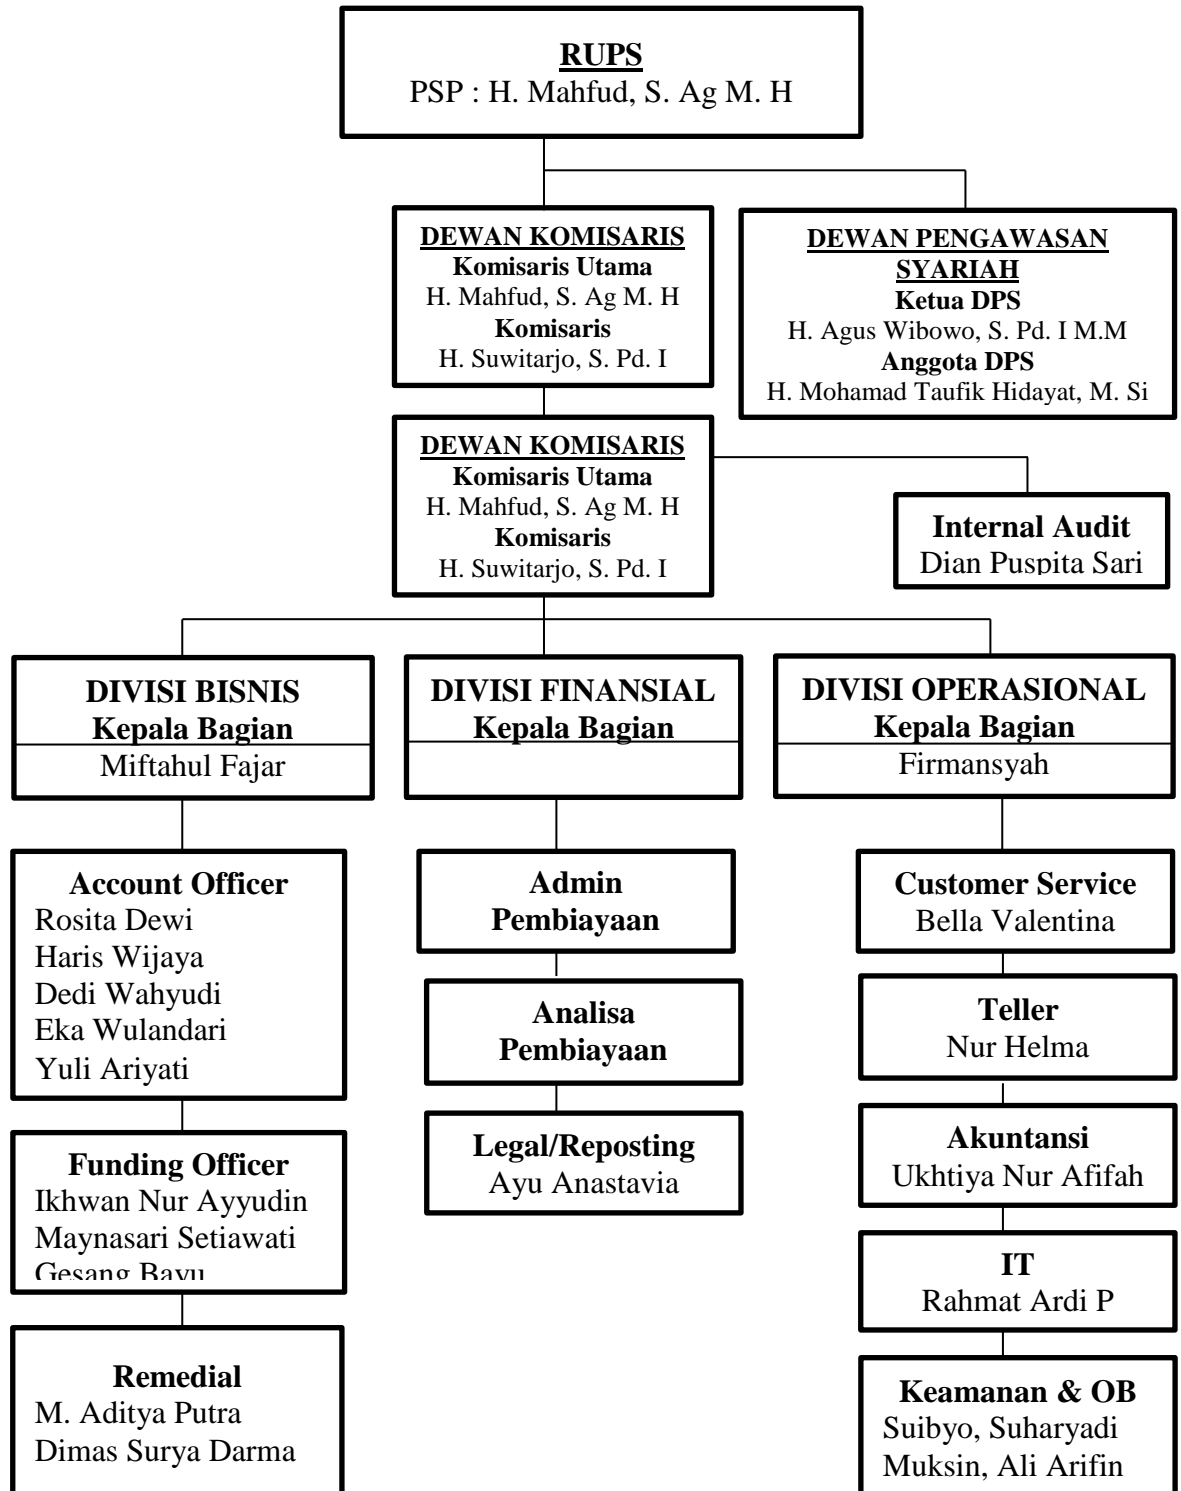 RUPS
PSP : H. Mahfud, S. Ag M. H
DEWAN KOMISARIS
Komisaris Utama
H. Mahfud, S. Ag M. H
Komisaris
H. Suwitarjo, S. Pd. I
DEWAN PENGAWASAN
SYARIAH
Ketua DPS
H. Agus Wibowo, S. Pd. I M.M
Anggota DPS
H. Mohamad Taufik Hidayat, M. Si
DEWAN KOMISARIS
Komisaris Utama
H. Mahfud, S. Ag M. H
Komisaris
H. Suwitarjo, S. Pd. I
Internal Audit
Dian Puspita Sari
DIVISI BISNIS
Kepala Bagian
Miftahul Fajar
DIVISI FINANSIAL
Kepala Bagian
DIVISI OPERASIONAL
Kepala Bagian
Firmansyah
Account Officer
Rosita Dewi
Haris Wijaya
Dedi Wahyudi
Eka Wulandari
Yuli Ariyati
Funding Officer
Ikhwan Nur Ayyudin
Maynasari Setiawati
Gesang Bayu
Remedial
M. Aditya Putra
Dimas Surya Darma
Admin
Pembiayaan
Analisa
Pembiayaan
Legal/Reposting
Ayu Anastavia
Customer Service
Bella Valentina
Teller
Nur Helma
Akuntansi
Ukhtiya Nur Afifah
IT
Rahmat Ardi P
Keamanan & OB
Suibyo, Suharyadi
Muksin, Ali Arifin